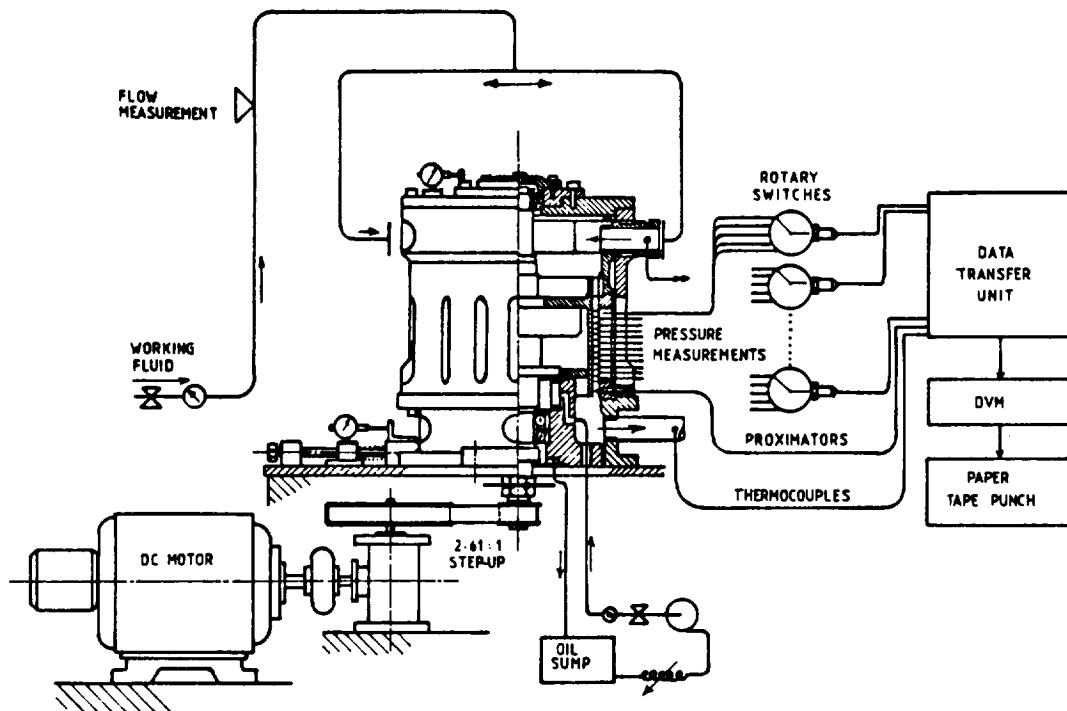 FLOW
MEASUREMENT
ROTARY
SWITCHES
DATA
TRANSFER
UNIT
PRESSURE
MEASUREMENTS
WORKING
FLUID
DVM
PROXIMATORS
PAPER
TAPE PUNCH
THERMOCOUPLES
2·61:1
STEP-UP
DC MOTOR
OIL
SUMP